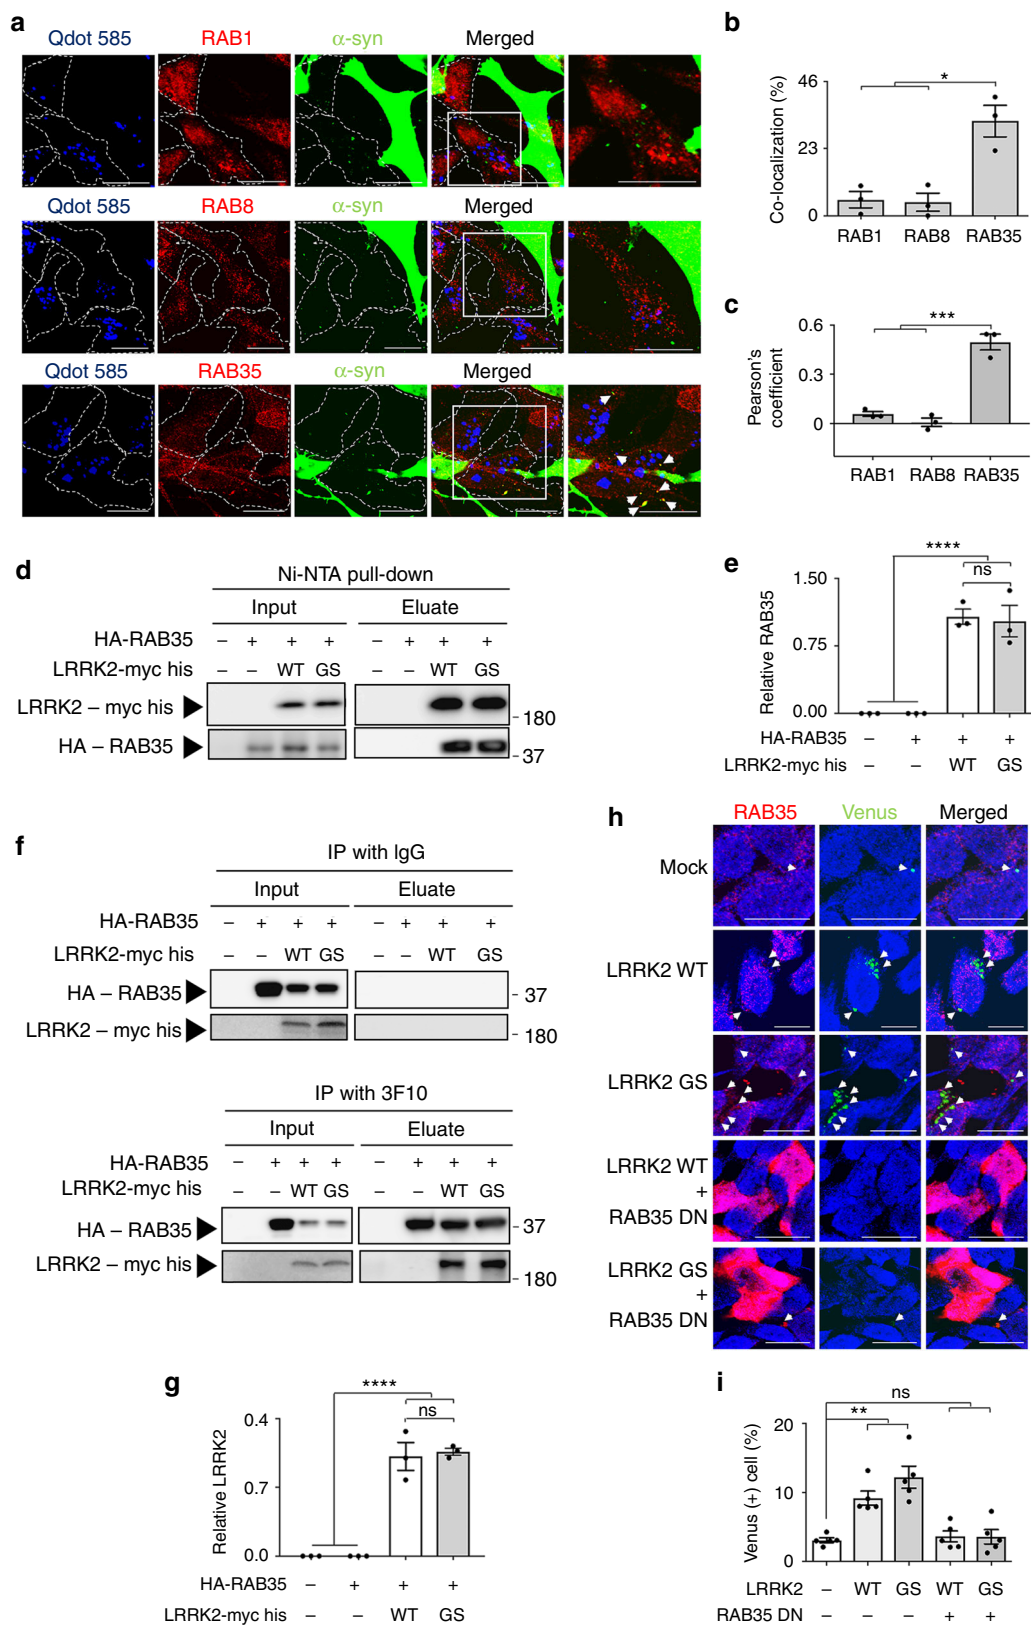 a
Qdot 585 RAB1 α-syn Merged
Qdot 585 RAB8 α-syn Merged
Qdot 585 RAB35 α-syn Merged
b
Co-localization (%)
46
23
0
*
RAB1 RAB8 RAB35
c
Pearson's coefficient
0.6
0.3
0
***
RAB1 RAB8 RAB35
d
Ni-NTA pull-down
Input Eluate
HA-RAB35 – + + + – + + +
LRRK2-myc his – – WT GS – – WT GS
LRRK2 – myc his
180
HA – RAB35
37
e
Relative RAB35
1.50
0.75
0.00
****
ns
HA-RAB35 – + + +
LRRK2-myc his – – WT GS
f
IP with IgG
Input Eluate
HA-RAB35 – + + + – + + +
LRRK2-myc his – – WT GS – – WT GS
HA – RAB35
37
LRRK2 – myc his
180
IP with 3F10
Input Eluate
HA-RAB35 – + + + – + + +
LRRK2-myc his – – WT GS – – WT GS
HA – RAB35
37
LRRK2 – myc his
180
g
Relative LRRK2
0.4
0.7
0.0
****
ns
HA-RAB35 – + + +
LRRK2-myc his – – WT GS
h
RAB35 Venus Merged
Mock
LRRK2 WT
LRRK2 GS
LRRK2 WT
+
RAB35 DN
LRRK2 GS
+
RAB35 DN
i
Venus (+) cell (%)
20
10
0
ns
**
LRRK2 – WT GS WT GS
RAB35 DN – – – + +